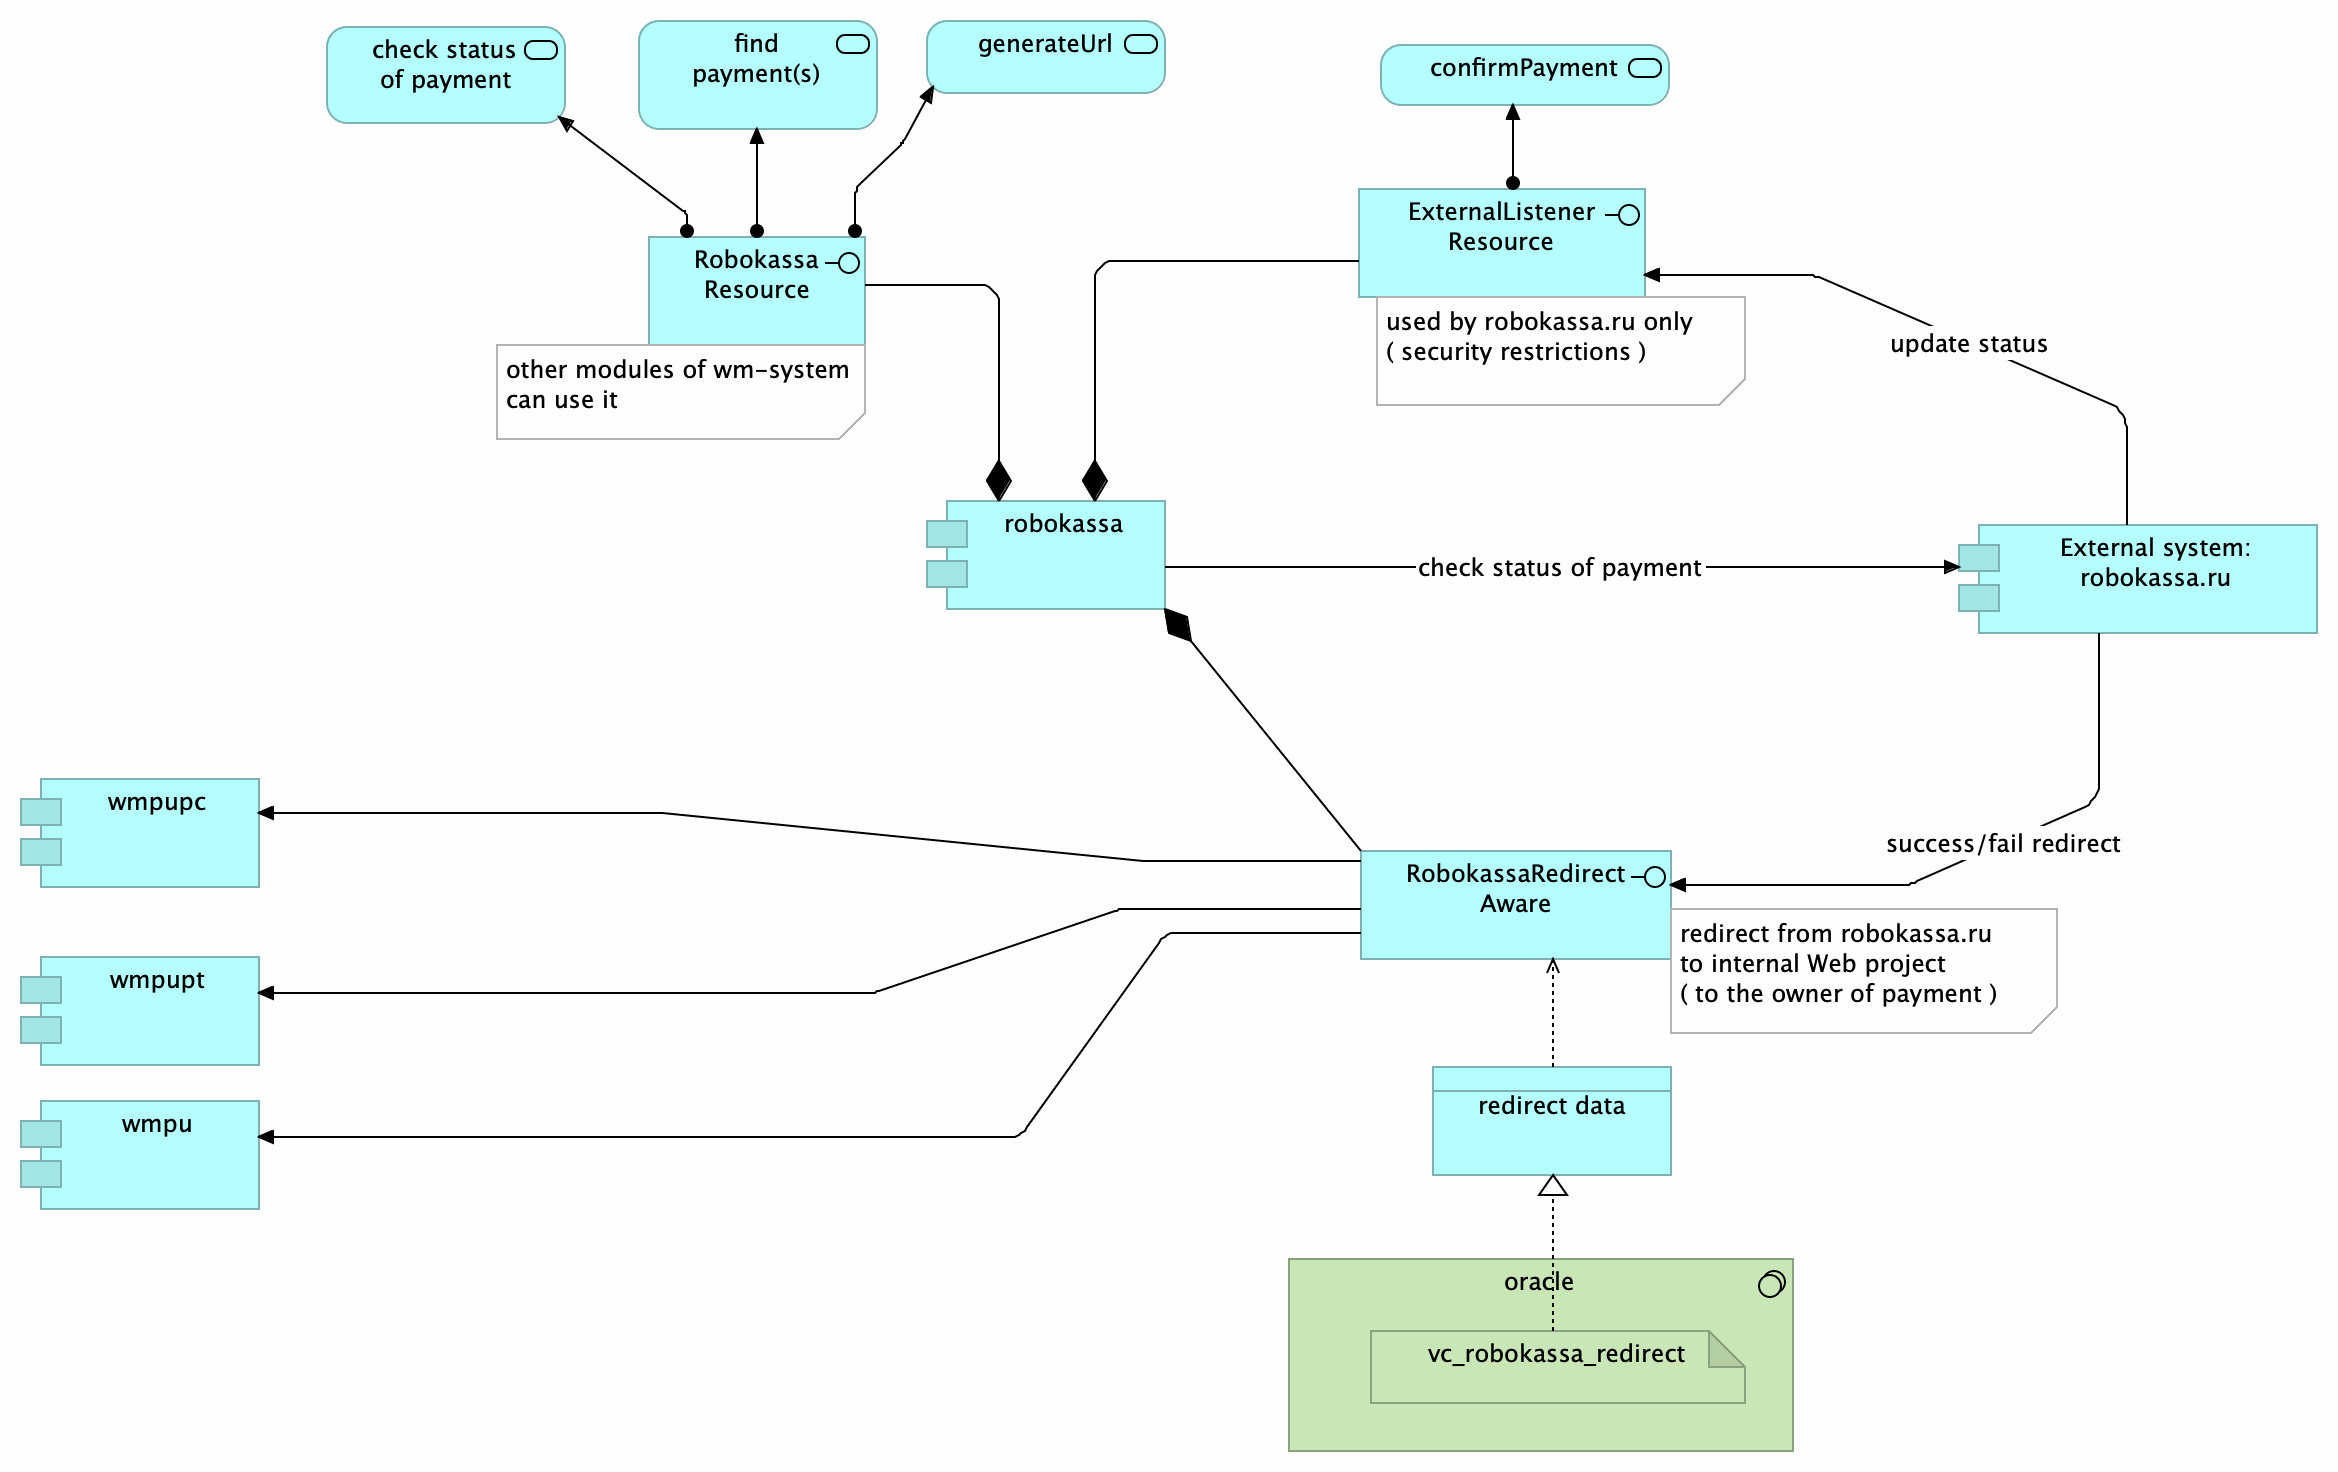 check status
of payment
find
payment(s)
generateUrl
confirmPayment
Robokassa
Resource
other modules of wm-system
can use it
ExternalListener
Resource
used by robokassa.ru only
( security restrictions )
update status
robokassa
check status of payment
External system:
robokassa.ru
wmpupc
success/fail redirect
RobokassaRedirect
Aware
redirect from robokassa.ru
to internal Web project
( to the owner of payment )
wmpupt
wmpu
redirect data
oracle
vc_robokassa_redirect